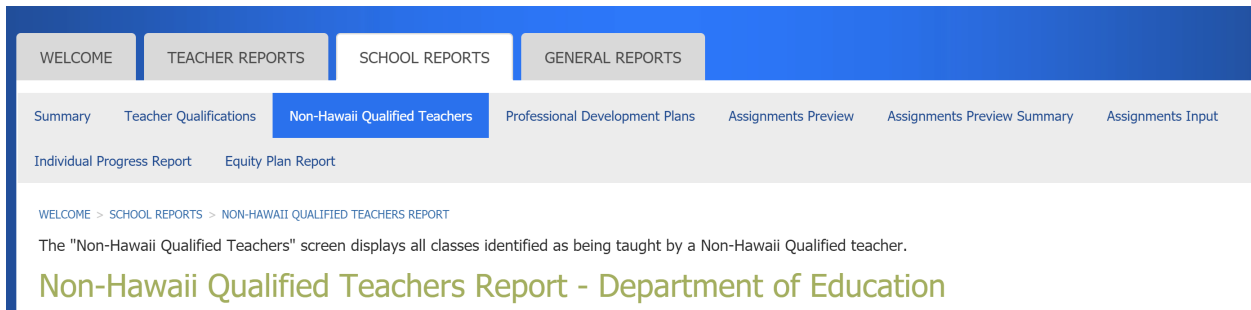 WELCOME TEACHER REPORTS SCHOOL REPORTS GENERAL REPORTS
Summary Teacher Qualifications Non-Hawaii Qualified Teachers Professional Development Plans Assignments Preview Assignments Preview Summary Assignments Input
Individual Progress Report Equity Plan Report
WELCOME > SCHOOL REPORTS > NON-HAWAII QUALIFIED TEACHERS REPORT
The "Non-Hawaii Qualified Teachers" screen displays all classes identified as being taught by a Non-Hawaii Qualified teacher.
Non-Hawaii Qualified Teachers Report - Department of Education